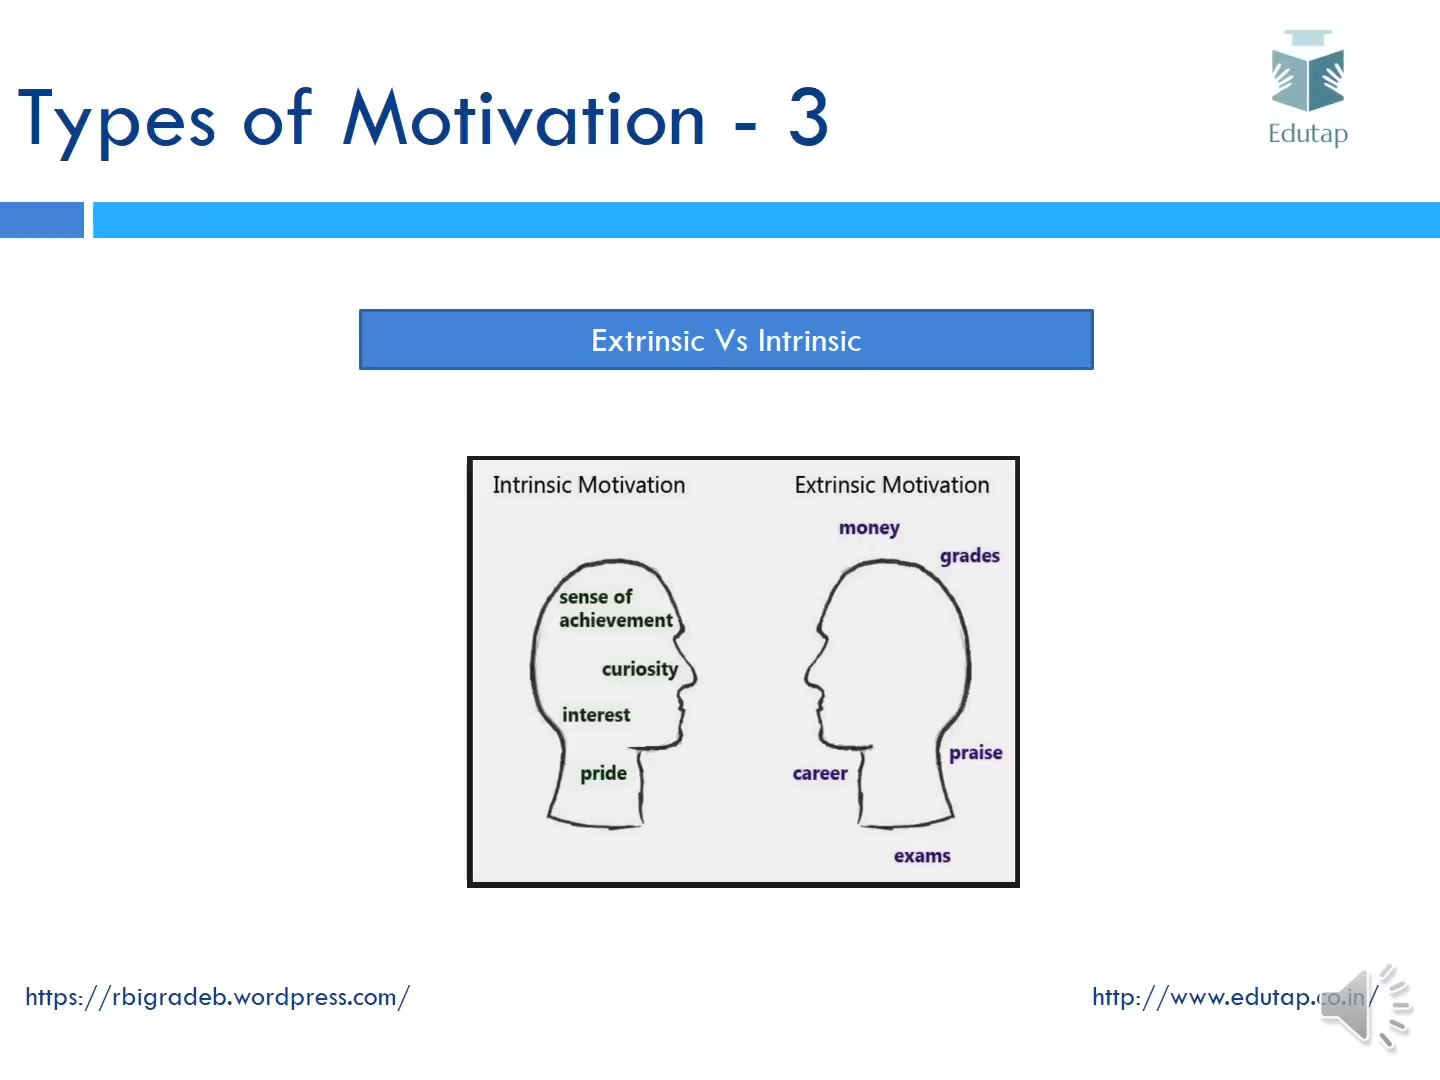 Types of Motivation - 3
Edutap
Extrinsic Vs Intrinsic
Intrinsic Motivation
Extrinsic Motivation
money
grades
sense of
achievement
curiosity
interest
pride
praise
career
exams
https://rbigradeb.wordpress.com/
http://www.edutap.co.in/